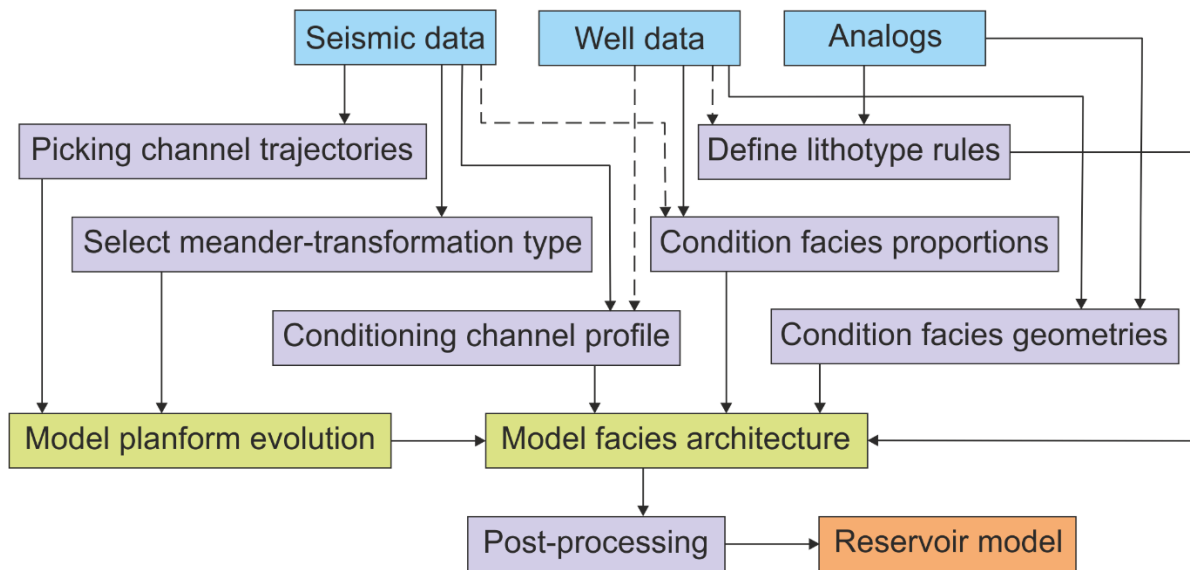 Seismic data
Well data
Analogs
Picking channel trajectories
Define lithotype rules
Select meander-transformation type
Condition facies proportions
Conditioning channel profile
Condition facies geometries
Model planform evolution
Model facies architecture
Post-processing
Reservoir model